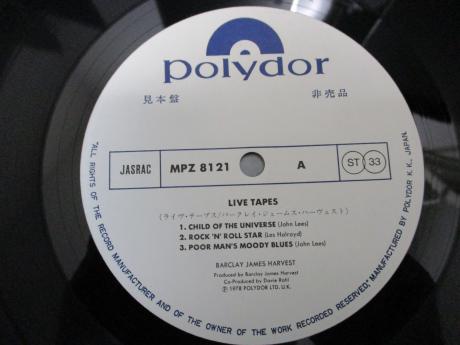 polydor
見本盤 非売品
JASRAC MPZ 8121 A ST 33
LIVE TAPES
(ライヴ・テープス/バークレイ・ジェームス・ハーヴェスト)
1. CHILD OF THE UNIVERSE (John Lees)
2. ROCK 'N' ROLL STAR (Les Holroyd)
3. POOR MAN'S MOODY BLUES (John Lees)
BARCLAY JAMES HARVEST
Produced by Barclay James Harvest
Co-Produced by Davie Rohl
Ⓟ 1978 POLYDOR LTD. U.K.
"ALL RIGHTS OF THE RECORD MANUFACTURER AND OF THE OWNER OF THE WORK RECORDED RESERVED." MANUFACTURED BY POLYDOR K. K., JAPAN.